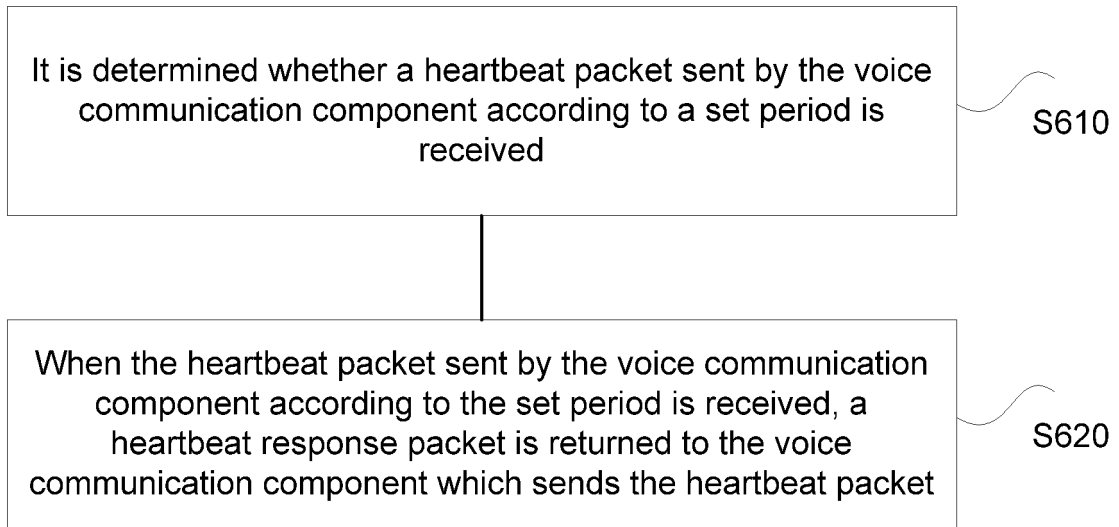 It is determined whether a heartbeat packet sent by the voice
communication component according to a set period is
received
S610
When the heartbeat packet sent by the voice communication
component according to the set period is received, a
heartbeat response packet is returned to the voice
communication component which sends the heartbeat packet
S620